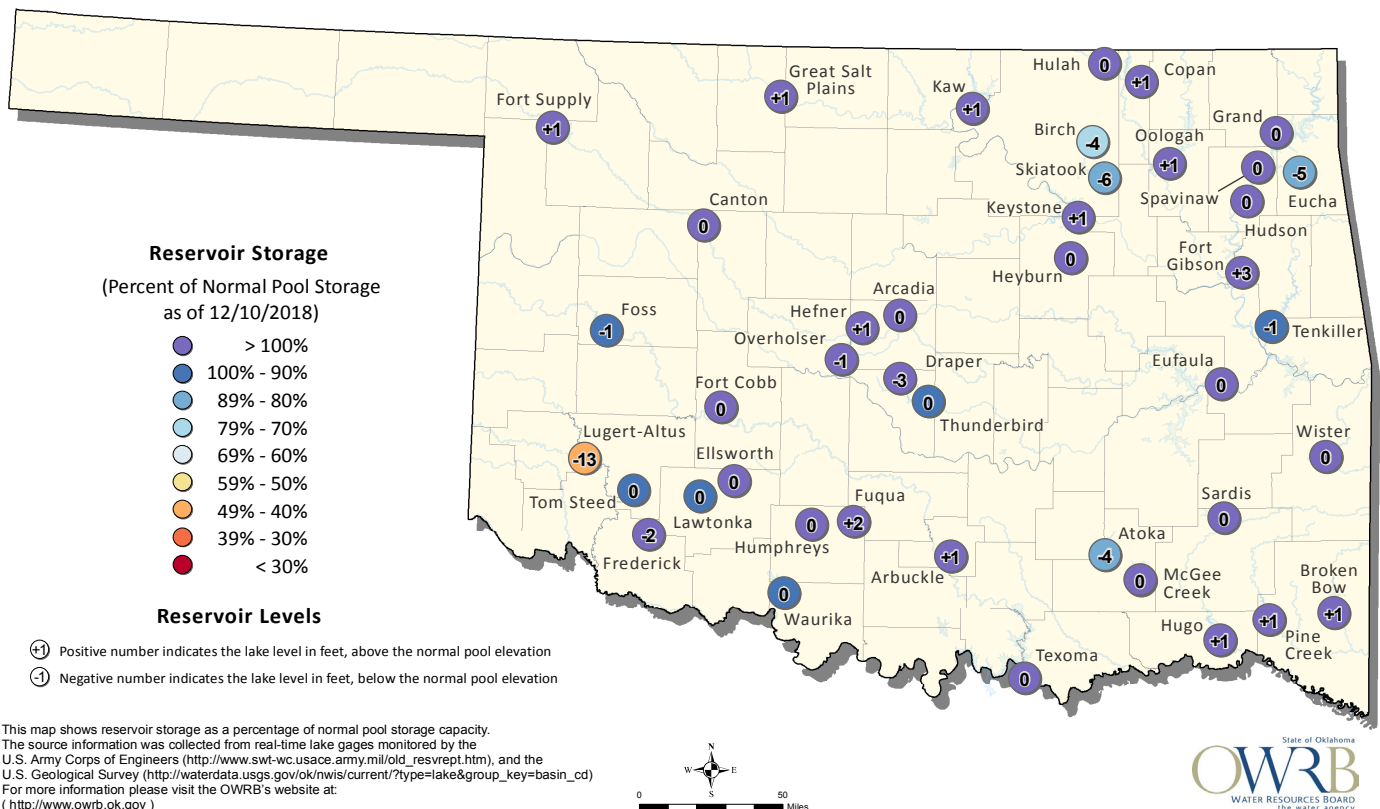 Hulah
0
Copan
+1
Great Salt
Plains
+1
Kaw
+1
Fort Supply
+1
Grand
0
Birch
-4
Oologah
+1
Skiatook
-6
0
Spavinaw
-5
Eucha
0
Hudson
Keystone
+1
Canton
0
Heyburn
0
Fort
Gibson
+3
Reservoir Storage
(Percent of Normal Pool Storage
as of 12/10/2018)
> 100%
100% - 90%
89% - 80%
79% - 70%
69% - 60%
59% - 50%
49% - 40%
39% - 30%
< 30%
Foss
-1
Arcadia
0
Hefner
+1
Overholser
-1
-1
Tenkiller
Draper
-3
0
Thunderbird
Eufaula
0
Fort Cobb
0
Lugert-Altus
-13
Ellsworth
0
Wister
0
Tom Steed
0
0
Lawtonka
Fuqua
+2
0
Humphreys
Sardis
0
-2
Frederick
Atoka
-4
+1
Arbuckle
0
McGee
Creek
Broken
Bow
+1
0
Waurika
Hugo
+1
+1
Pine
Creek
Texoma
0
Reservoir Levels
+1 Positive number indicates the lake level in feet, above the normal pool elevation
-1 Negative number indicates the lake level in feet, below the normal pool elevation
This map shows reservoir storage as a percentage of normal pool storage capacity.
The source information was collected from real-time lake gages monitored by the
U.S. Army Corps of Engineers (http://www.swt-wc.usace.army.mil/old_resvrept.htm), and the
U.S. Geological Survey (http://waterdata.usgs.gov/ok/nwis/current/?type=lake&group_key=basin_cd)
For more information please visit the OWRB's website at:
( http://www.owrb.ok.gov )
N
W E
S
0 50
Miles
State of Oklahoma
OWRB
WATER RESOURCES BOARD
the water agency